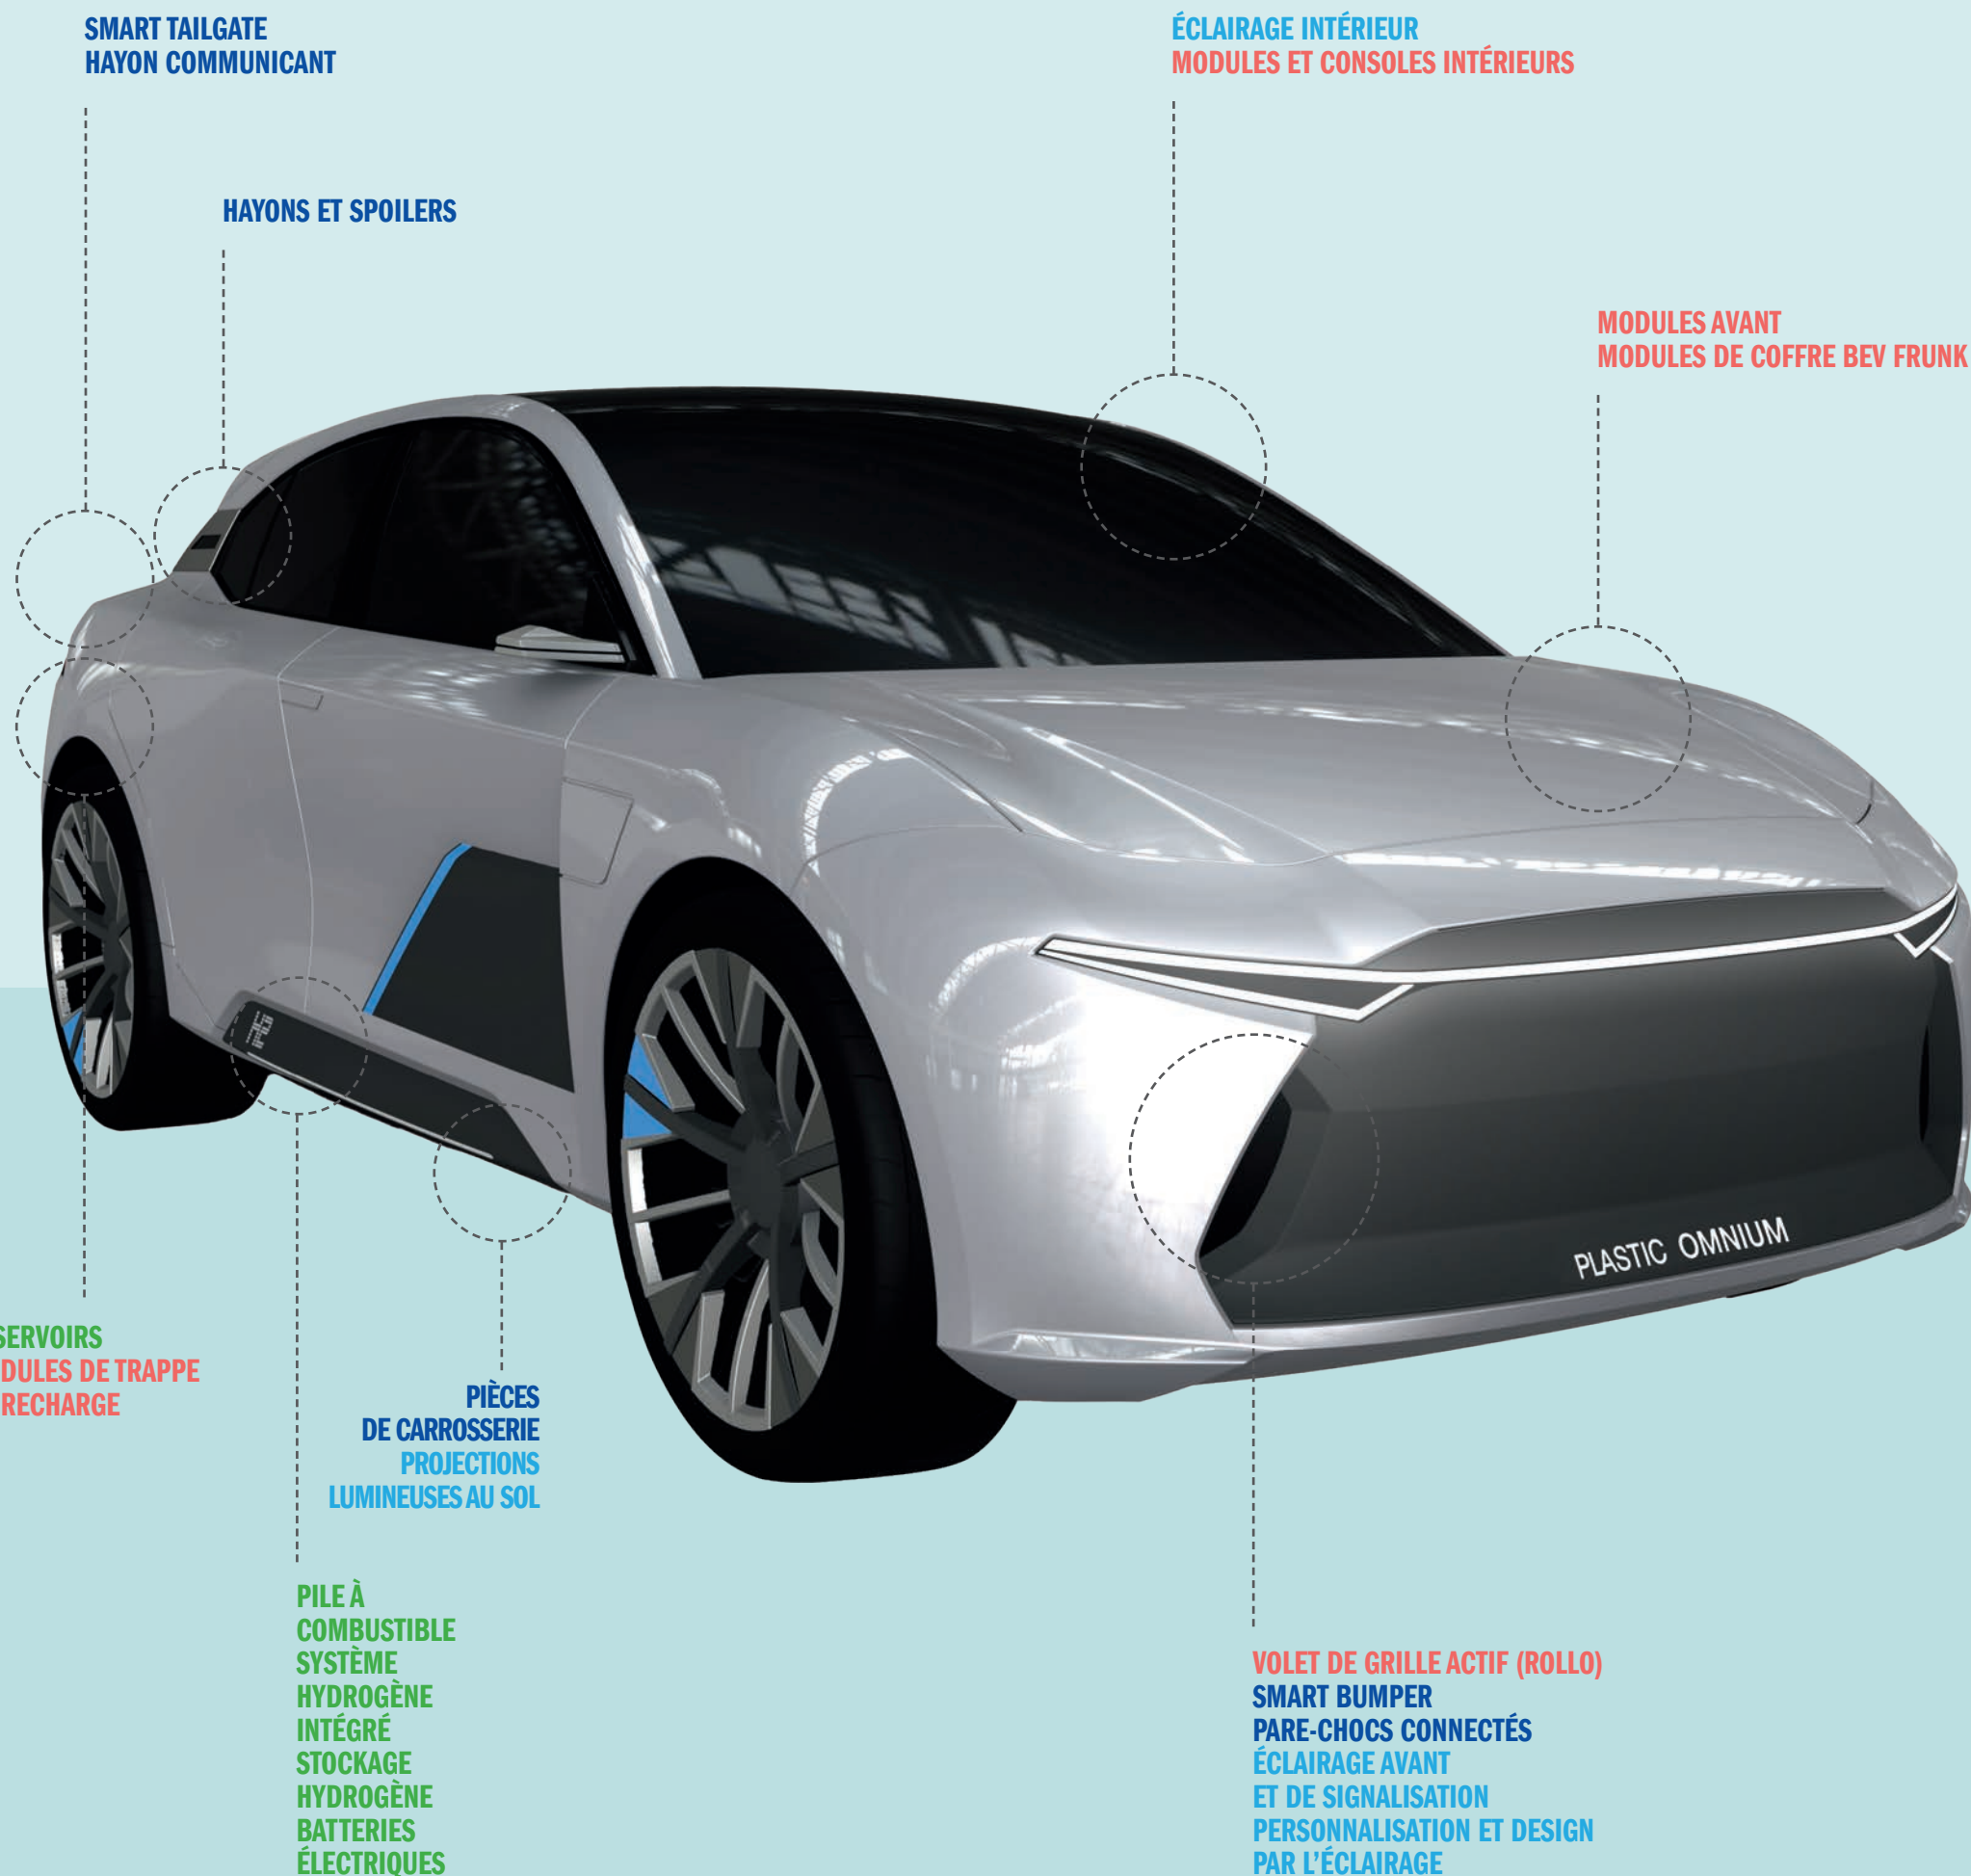 SMART TAILGATE
HAYON COMMUNICANT
ÉCLAIRAGE INTÉRIEUR
MODULES ET CONSOLES INTÉRIEURS
HAYONS ET SPOILERS
MODULES AVANT
MODULES DE COFFRE BEV FRUNK
PLASTIC OMNIUM
SERVOIRS
DULES DE TRAPPE
RECHARGE
PIÈCES
DE CARROSSERIE
PROJECTIONS
LUMINEUSES AU SOL
PILE À
COMBUSTIBLE
SYSTÈME
HYDROGÈNE
INTÉGRÉ
STOCKAGE
HYDROGÈNE
BATTERIES
ÉLECTRIQUES
VOLET DE GRILLE ACTIF (ROLLO)
SMART BUMPER
PARE-CHOCS CONNECTÉS
ÉCLAIRAGE AVANT
ET DE SIGNALISATION
PERSONNALISATION ET DESIGN
PAR L'ÉCLAIRAGE